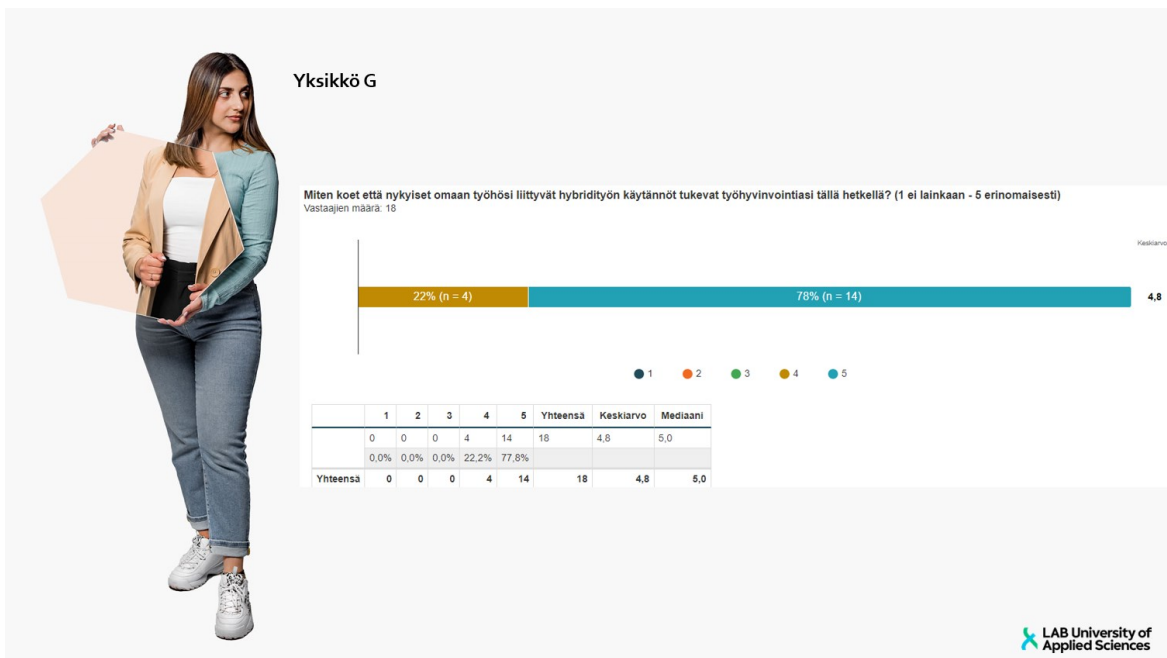 Yksikkö G
Miten koet että nykyiset omaan työhösi liittyvät hybridityön käytännöt tukevat työhyvinvointiasi tällä hetkellä? (1 ei lainkaan - 5 erinomaisesti)
Vastaajien määrä: 18
Keskiarvo
22% (n = 4) 78% (n = 14) 4,8
1 2 3 4 5
1 2 3 4 5 Yhteensä Keskiarvo Mediaani
0 0 0 4 14 18 4,8 5,0
0,0% 0,0% 0,0% 22,2% 77,8%
Yhteensä 0 0 0 4 14 18 4,8 5,0
LAB University of
Applied Sciences